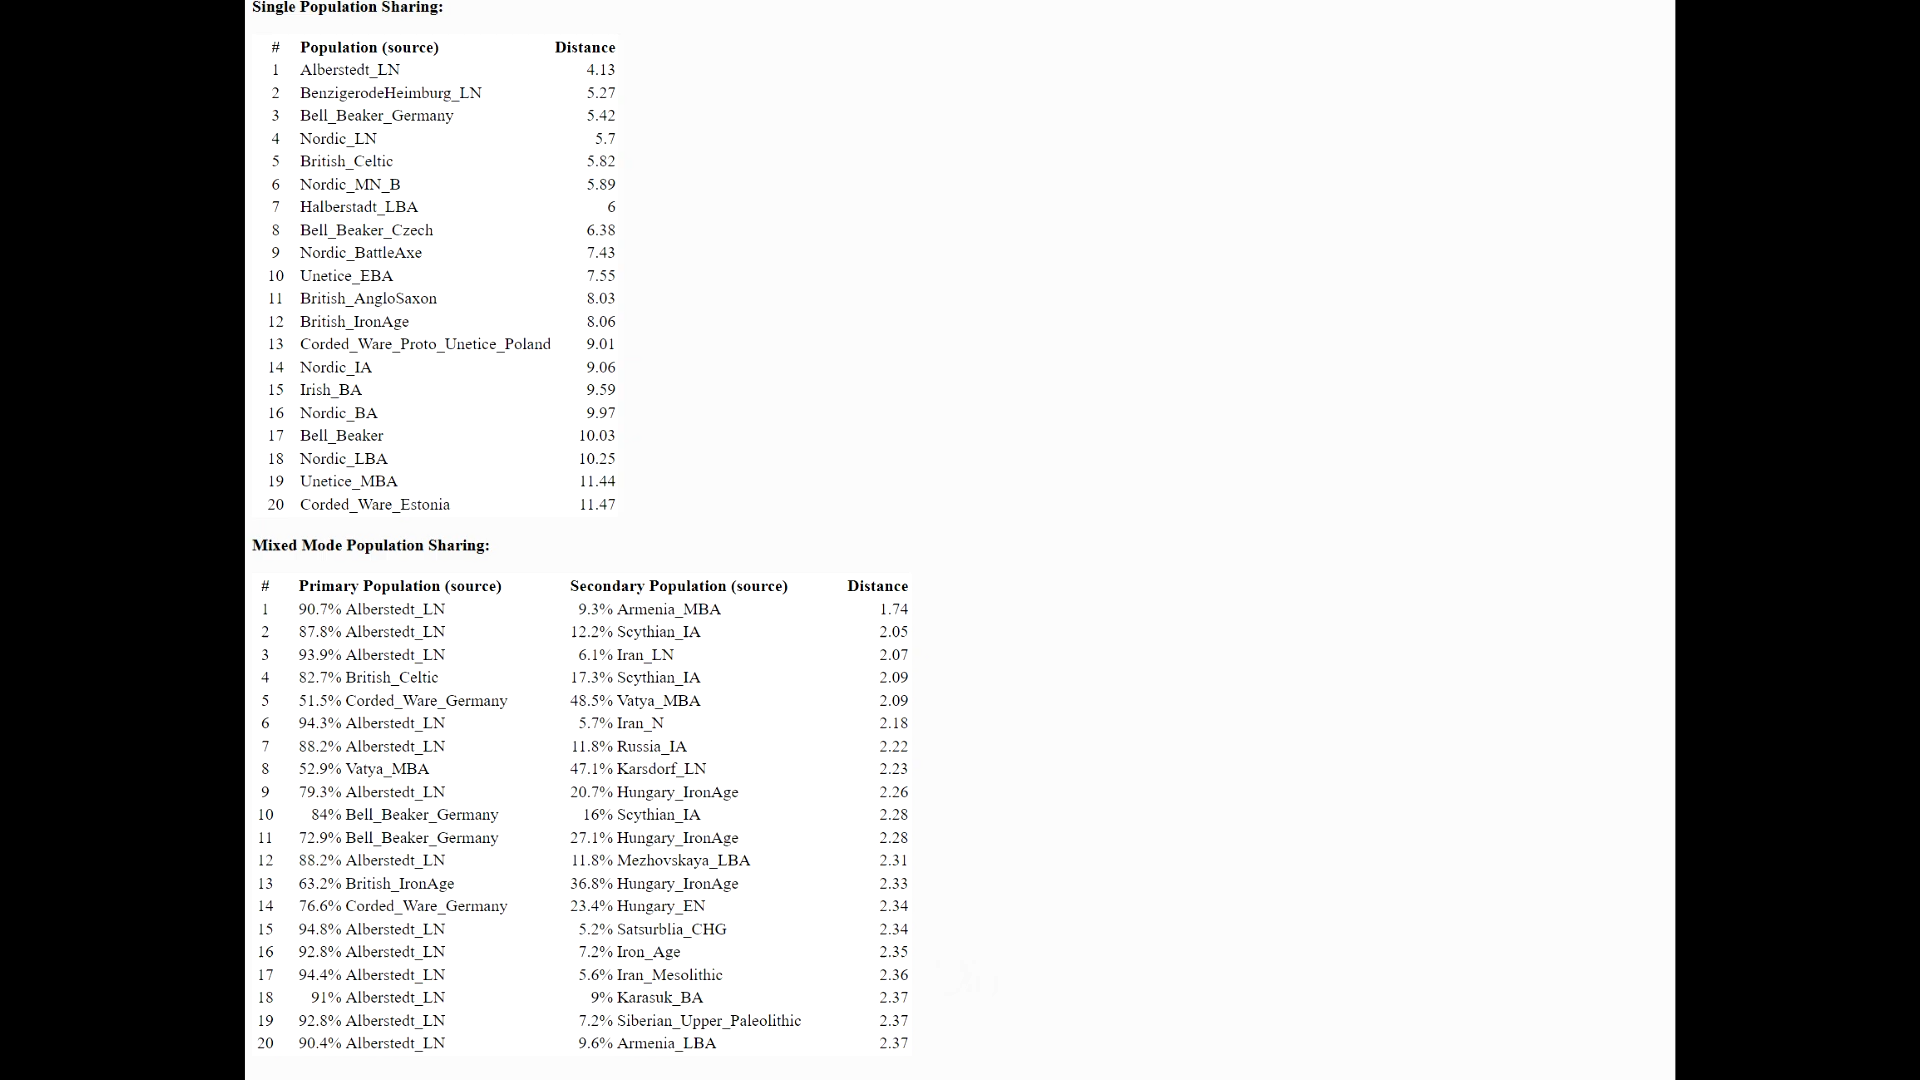 Single Population Sharing:
# Population (source) Distance
1 Alberstedt_LN 4.13
2 BenzigerodeHeimburg_LN 5.27
3 Bell_Beaker_Germany 5.42
4 Nordic_LN 5.7
5 British_Celtic 5.82
6 Nordic_MN_B 5.89
7 Halberstadt_LBA 6
8 Bell_Beaker_Czech 6.38
9 Nordic_BattleAxe 7.43
10 Unetice_EBA 7.55
11 British_AngloSaxon 8.03
12 British_IronAge 8.06
13 Corded_Ware_Proto_Unetice_Poland 9.01
14 Nordic_IA 9.06
15 Irish_BA 9.59
16 Nordic_BA 9.97
17 Bell_Beaker 10.03
18 Nordic_LBA 10.25
19 Unetice_MBA 11.44
20 Corded_Ware_Estonia 11.47
Mixed Mode Population Sharing:
# Primary Population (source) Secondary Population (source) Distance
1 90.7% Alberstedt_LN 9.3% Armenia_MBA 1.74
2 87.8% Alberstedt_LN 12.2% Scythian_IA 2.05
3 93.9% Alberstedt_LN 6.1% Iran_LN 2.07
4 82.7% British_Celtic 17.3% Scythian_IA 2.09
5 51.5% Corded_Ware_Germany 48.5% Vatya_MBA 2.09
6 94.3% Alberstedt_LN 5.7% Iran_N 2.18
7 88.2% Alberstedt_LN 11.8% Russia_IA 2.22
8 52.9% Vatya_MBA 47.1% Karsdorf_LN 2.23
9 79.3% Alberstedt_LN 20.7% Hungary_IronAge 2.26
10 84% Bell_Beaker_Germany 16% Scythian_IA 2.28
11 72.9% Bell_Beaker_Germany 27.1% Hungary_IronAge 2.28
12 88.2% Alberstedt_LN 11.8% Mezhovskaya_LBA 2.31
13 63.2% British_IronAge 36.8% Hungary_IronAge 2.33
14 76.6% Corded_Ware_Germany 23.4% Hungary_EN 2.34
15 94.8% Alberstedt_LN 5.2% Satsurblia_CHG 2.34
16 92.8% Alberstedt_LN 7.2% Iron_Age 2.35
17 94.4% Alberstedt_LN 5.6% Iran_Mesolithic 2.36
18 91% Alberstedt_LN 9% Karasuk_BA 2.37
19 92.8% Alberstedt_LN 7.2% Siberian_Upper_Paleolithic 2.37
20 90.4% Alberstedt_LN 9.6% Armenia_LBA 2.37